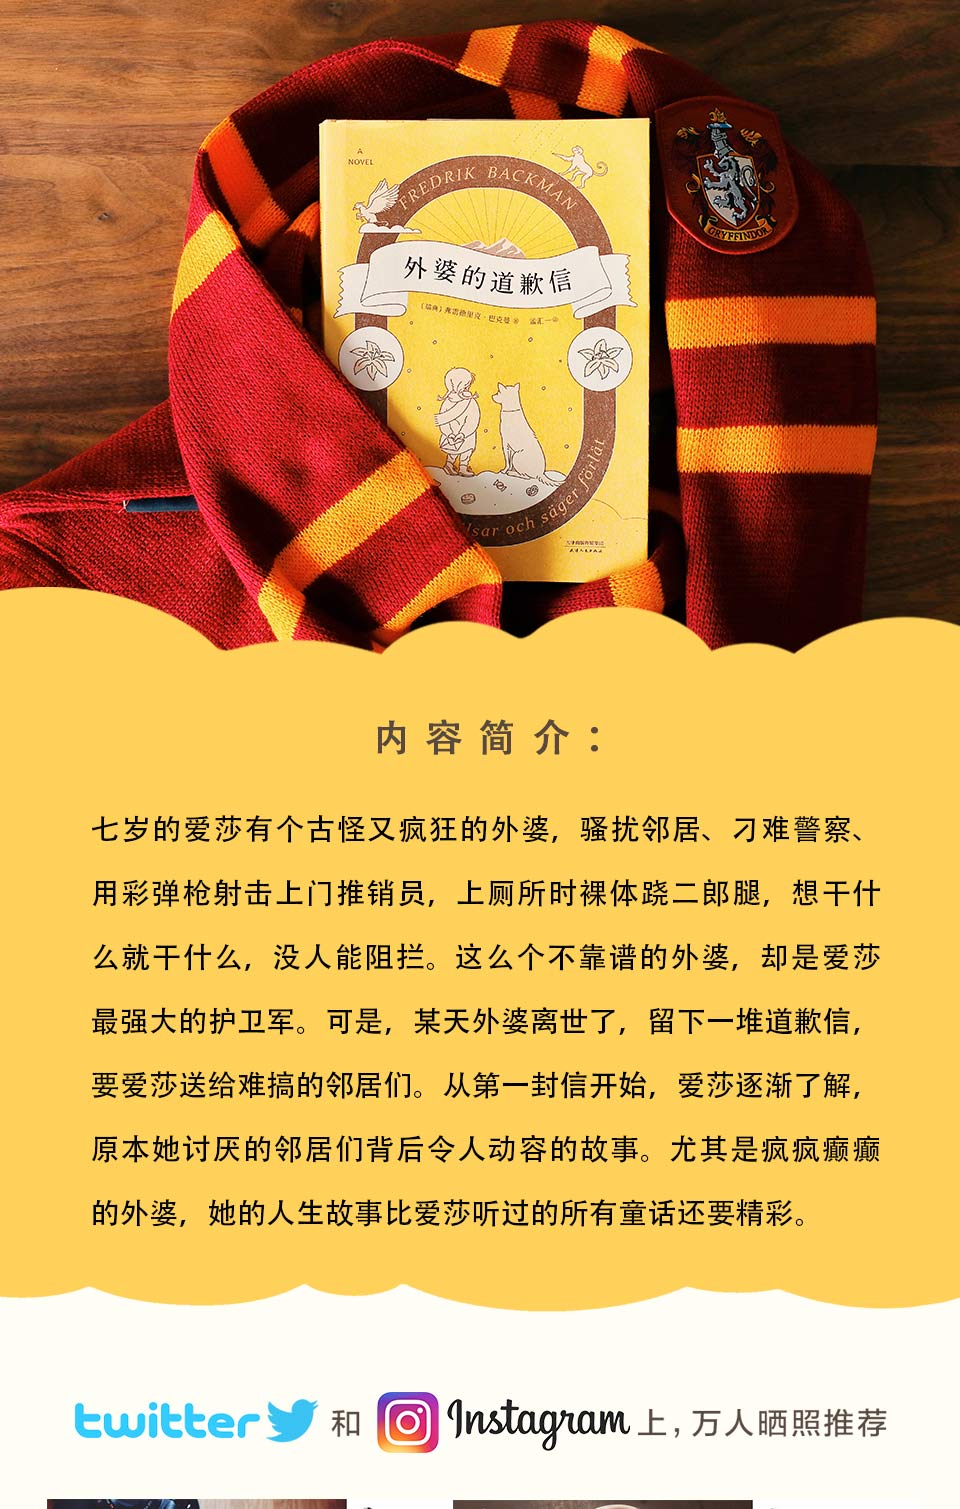 A
NOVEL
FREDRIK BACKMAN
外婆的道歉信
〔瑞典〕弗雷德里克·巴克曼 著 孟汇一 译
lsar och säger förlåt
GRYFFINDOR
内容简介：
七岁的爱莎有个古怪又疯狂的外婆，骚扰邻居、刁难警察、
用彩弹枪射击上门推销员，上厕所时裸体跷二郎腿，想干什
么就干什么，没人能阻拦。这么个不靠谱的外婆，却是爱莎
最强大的护卫军。可是，某天外婆离世了，留下一堆道歉信，
要爱莎送给难搞的邻居们。从第一封信开始，爱莎逐渐了解，
原本她讨厌的邻居们背后令人动容的故事。尤其是疯疯癫癫
的外婆，她的人生故事比爱莎听过的所有童话还要精彩。
twitter 和 Instagram 上，万人晒照推荐